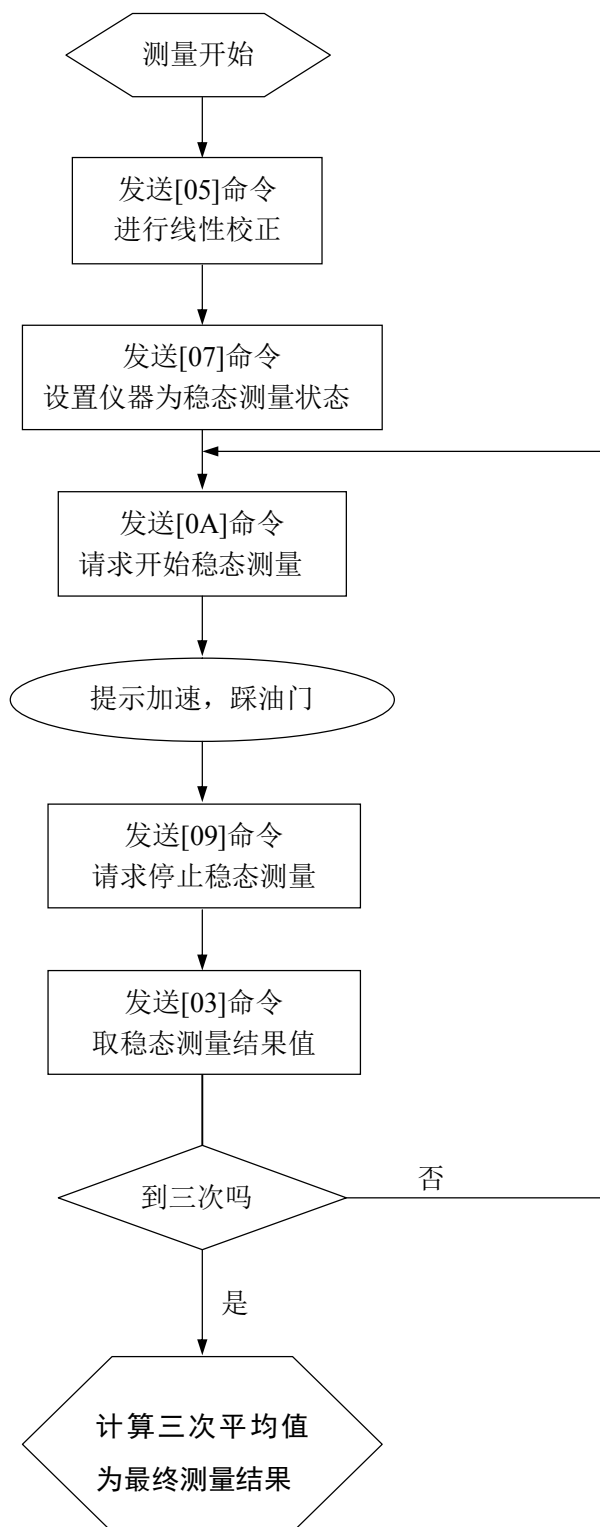 测量开始
发送[05]命令
进行线性校正
发送[07]命令
设置仪器为稳态测量状态
发送[0A]命令
请求开始稳态测量
提示加速，踩油门
发送[09]命令
请求停止稳态测量
发送[03]命令
取稳态测量结果值
到三次吗
否
是
计算三次平均值
为最终测量结果